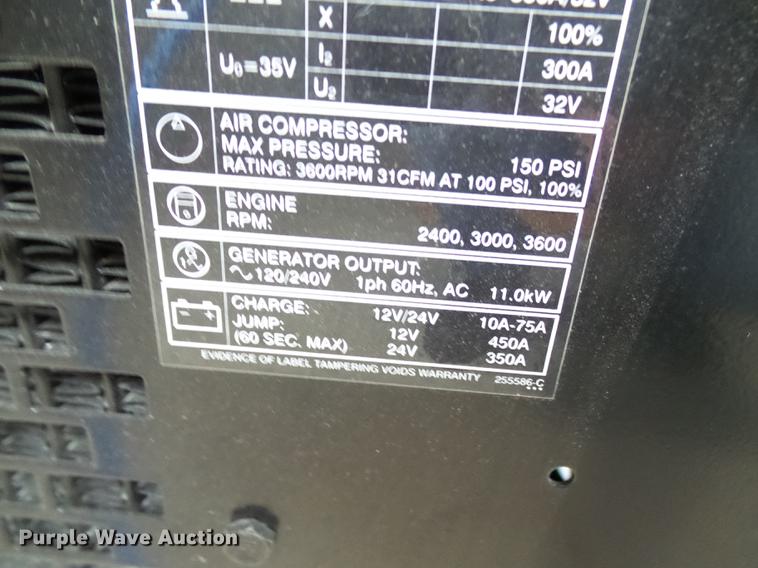 X 100%
U₀=35V I₂ 300A
U₂ 32V
AIR COMPRESSOR:
MAX PRESSURE: 150 PSI
RATING: 3600RPM 31CFM AT 100 PSI, 100%
ENGINE
RPM: 2400, 3000, 3600
GENERATOR OUTPUT:
~120/240V 1ph 60Hz, AC 11.0kW
CHARGE: 12V/24V 10A-75A
JUMP: 12V 450A
(60 SEC. MAX) 24V 350A
EVIDENCE OF LABEL TAMPERING VOIDS WARRANTY 255586-C
Purple Wave Auction